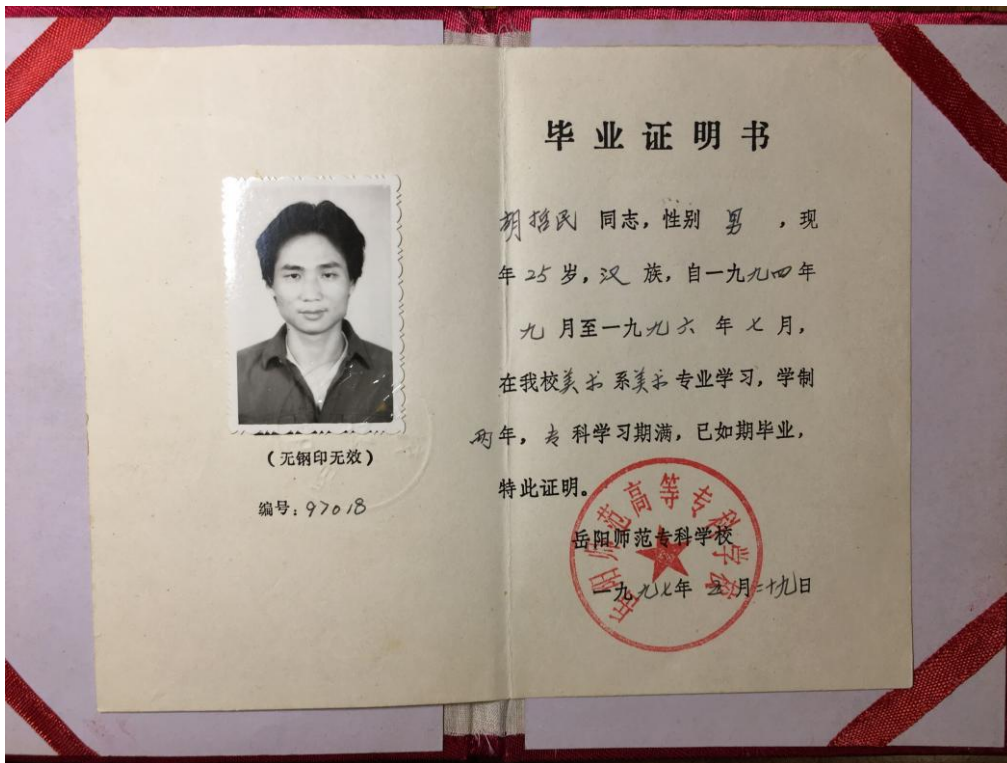 (无钢印无效)
编号:97018
毕业证明书
胡哲民 同志,性别 男 ,现
年25岁,汉 族,自一九九四年
九 月至一九九六 年 七 月,
在我校美术系美术专业学习,学制
两年,专 科学习期满,已如期毕业,
特此证明。
岳阳师范高等专科学校
岳阳师范专科学校
一九九七年 月二十九日